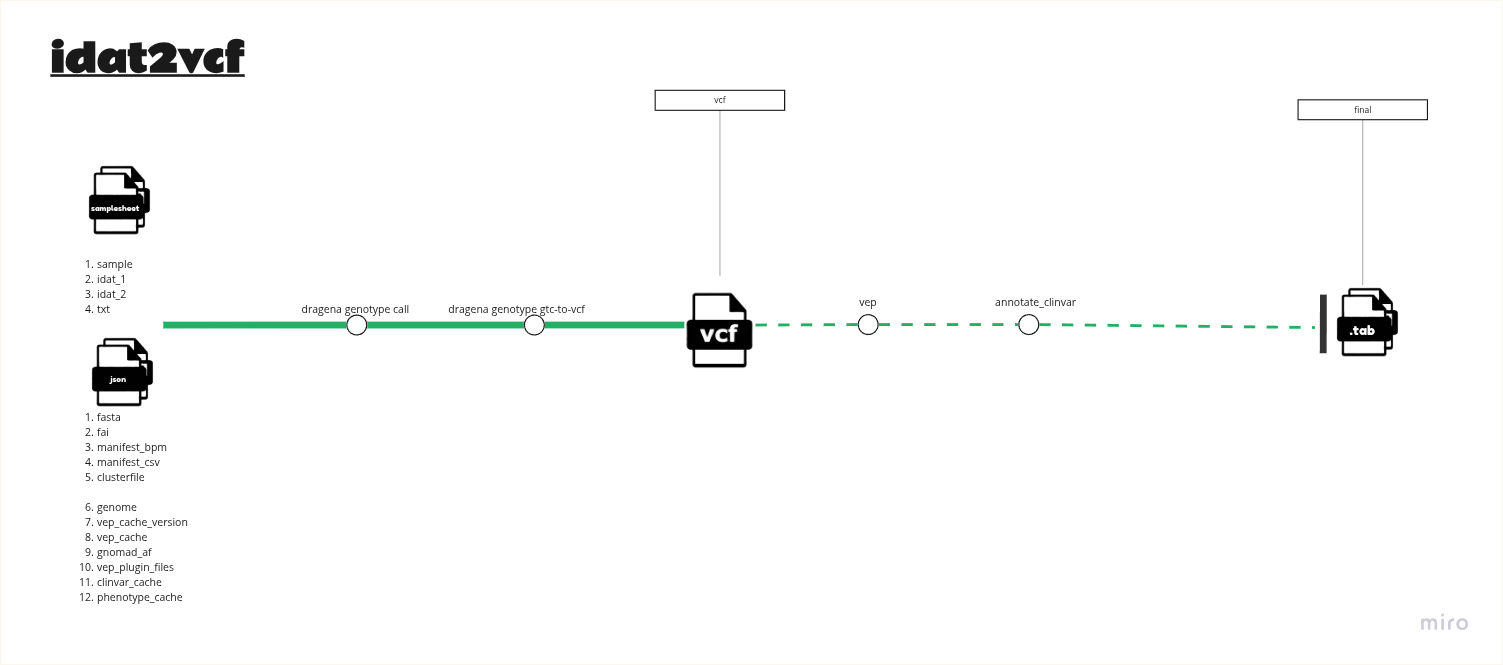 idat2vcf
vcf
final
samplesheet
1. sample
2. idat_1
3. idat_2
4. txt
dragena genotype call
dragena genotype gtc-to-vcf
vcf
vep
annotate_clinvar
.tab
json
1. fasta
2. fai
3. manifest_bpm
4. manifest_csv
5. clusterfile
6. genome
7. vep_cache_version
8. vep_cache
9. gnomad_af
10. vep_plugin_files
11. clinvar_cache
12. phenotype_cache
miro